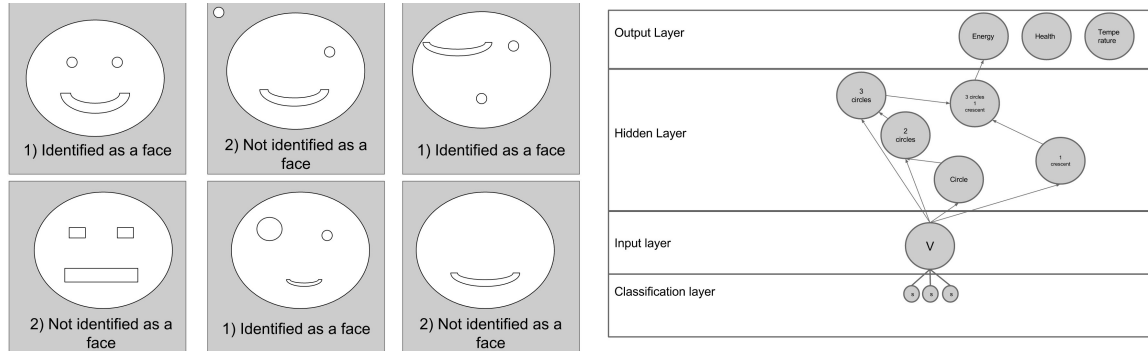 1) Identified as a face
2) Not identified as a
face
1) Identified as a face
2) Not identified as a
face
1) Identified as a face
2) Not identified as a
face
Output Layer
Energy
Health
Tempe
rature
Hidden Layer
3
circles
3 circles
1
crescent
2
circles
1
crescent
Circle
Input layer
V
Classification layer
s
s
s